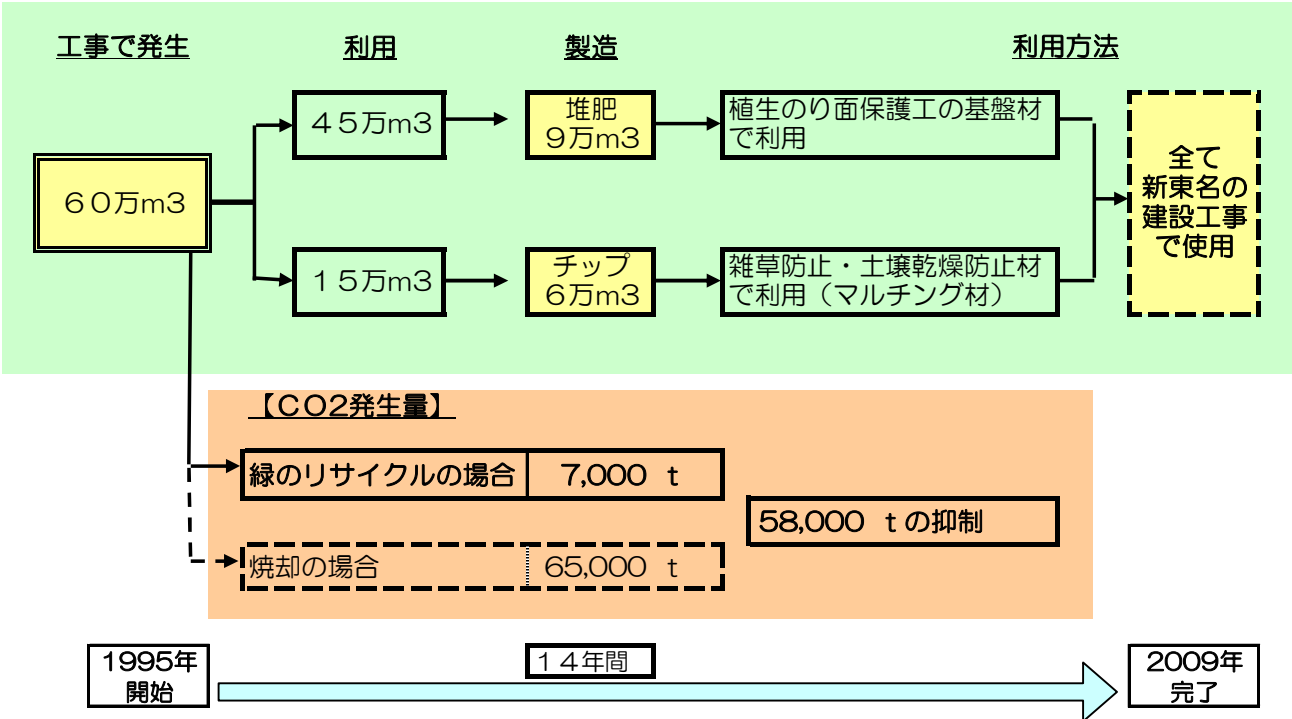 工事で発生
利用
製造
利用方法
60万m3
45万m3
堆肥
9万m3
植生のり面保護工の基盤材
で利用
15万m3
チップ
6万m3
雑草防止・土壌乾燥防止材
で利用（マルチング材）
全て
新東名の
建設工事
で使用
【CO2発生量】
緑のリサイクルの場合 7,000 t
焼却の場合 65,000 t
58,000 tの抑制
1995年
開始
14年間
2009年
完了